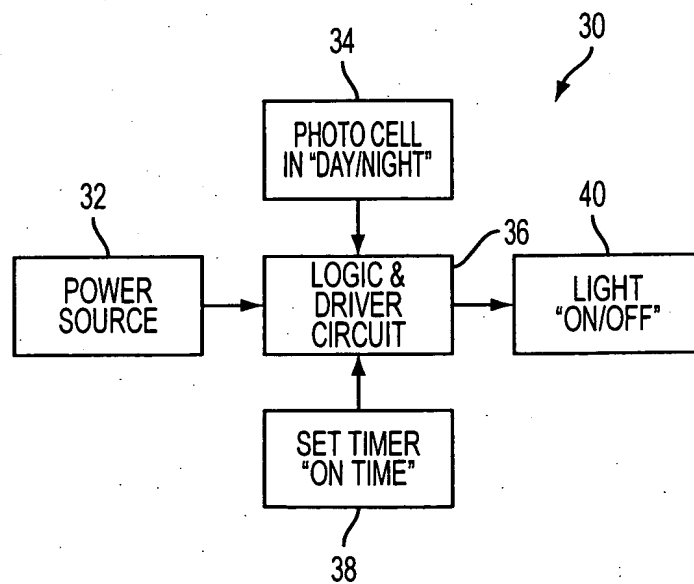 34
30
PHOTO CELL
IN "DAY/NIGHT"
32
36
40
POWER
SOURCE
LOGIC &
DRIVER
CIRCUIT
LIGHT
"ON/OFF"
SET TIMER
"ON TIME"
38